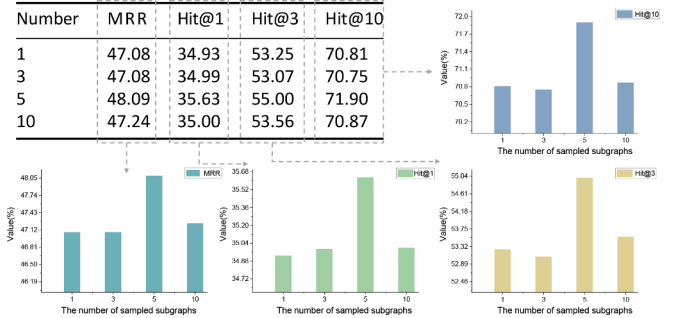 Number MRR Hit@1 Hit@3 Hit@10
1 47.08 34.93 53.25 70.81
3 47.08 34.99 53.07 70.75
5 48.09 35.63 55.00 71.90
10 47.24 35.00 53.56 70.87
Hit@10
Value(%)
72.0
71.7
71.4
71.1
70.8
70.5
70.2
1 3 5 10
The number of sampled subgraphs
MRR
Value(%)
48.05
47.74
47.43
47.12
46.81
46.50
46.19
1 3 5 10
The number of sampled subgraphs
Hit@1
Value(%)
35.68
35.52
35.36
35.20
35.04
34.88
34.72
1 3 5 10
The number of sampled subgraphs
Hit@3
Value(%)
55.04
54.61
54.18
53.75
53.32
52.89
52.46
1 3 5 10
The number of sampled subgraphs